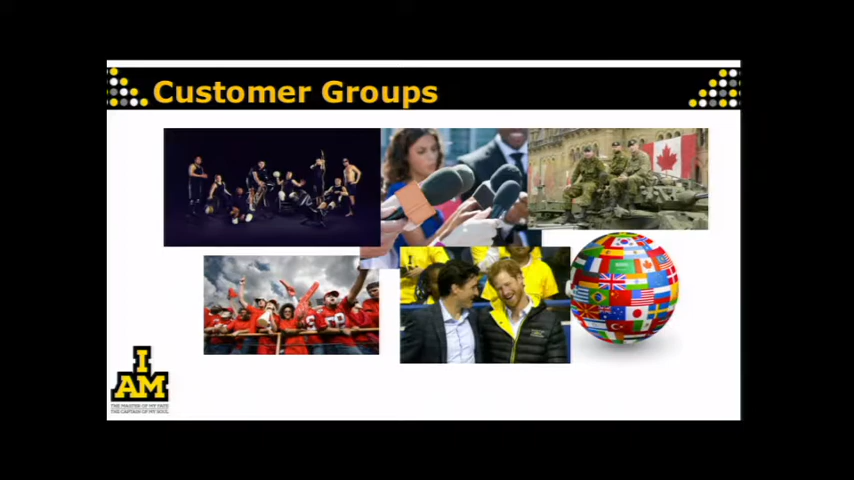 Customer Groups
I
AM
THE MASTER OF MY FATE
THE CAPTAIN OF MY SOUL